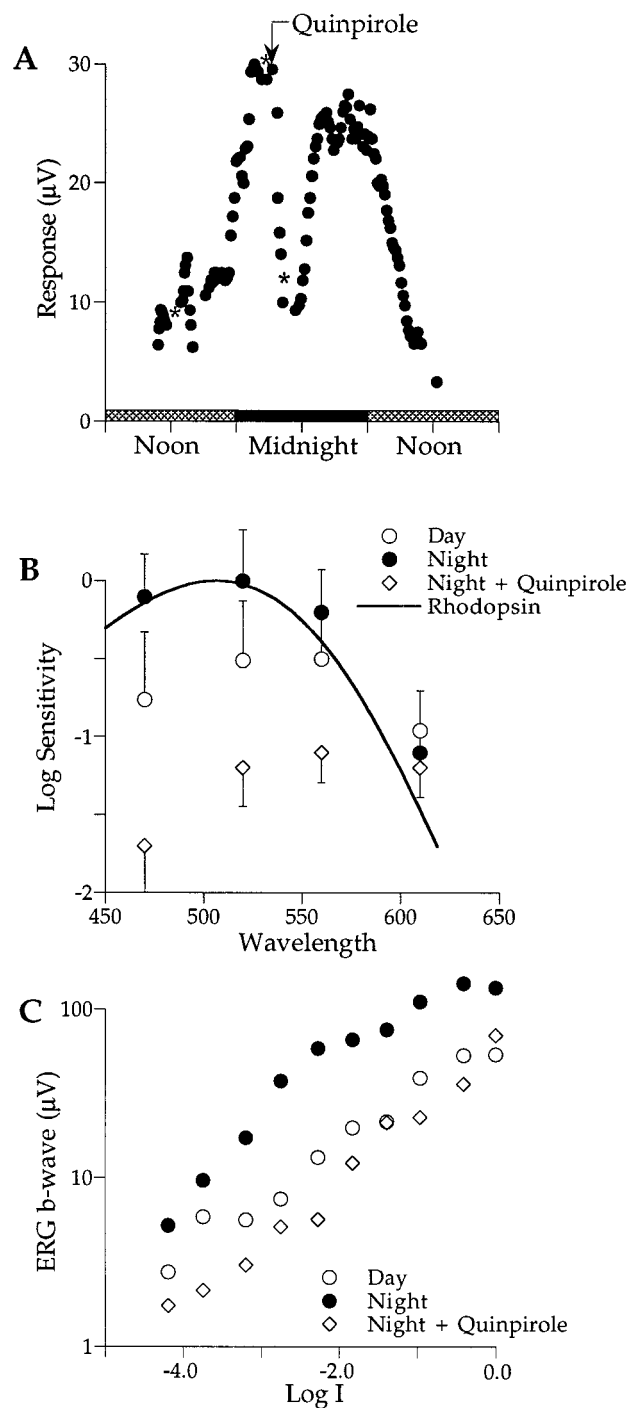 Quinpirole
A
30
20
10
0
Response (µV)
*
*
*
Noon
Midnight
Noon
B
Day
Night
Night + Quinpirole
Rhodopsin
0
-1
-2
Log Sensitivity
450
500
550
600
650
Wavelength
C
100
10
1
ERG b-wave (µV)
Day
Night
Night + Quinpirole
-4.0
-2.0
0.0
Log I